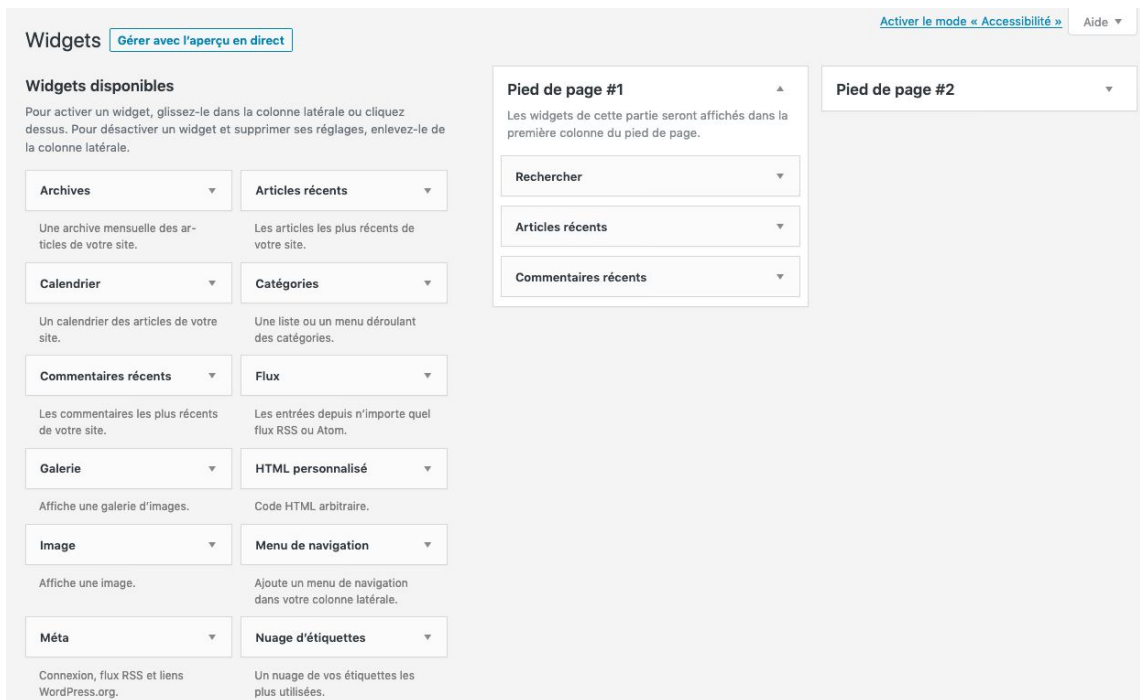 Activer le mode « Accessibilité »
Aide
Widgets
Gérer avec l’aperçu en direct
Widgets disponibles
Pour activer un widget, glissez-le dans la colonne latérale ou cliquez
dessus. Pour désactiver un widget et supprimer ses réglages, enlevez-le de
la colonne latérale.
Archives
Une archive mensuelle des ar-
ticles de votre site.
Articles récents
Les articles les plus récents de
votre site.
Calendrier
Un calendrier des articles de votre
site.
Catégories
Une liste ou un menu déroulant
des catégories.
Commentaires récents
Les commentaires les plus récents
de votre site.
Flux
Les entrées depuis n’importe quel
flux RSS ou Atom.
Galerie
Affiche une galerie d’images.
HTML personnalisé
Code HTML arbitraire.
Image
Affiche une image.
Menu de navigation
Ajoute un menu de navigation
dans votre colonne latérale.
Méta
Connexion, flux RSS et liens
WordPress.org.
Nuage d’étiquettes
Un nuage de vos étiquettes les
plus utilisées.
Pied de page #1
Les widgets de cette partie seront affichés dans la
première colonne du pied de page.
Rechercher
Articles récents
Commentaires récents
Pied de page #2